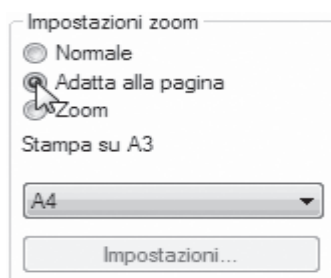 Impostazioni zoom
Normale
Adatta alla pagina
Zoom
Stampa su A3
A4
Impostazioni...